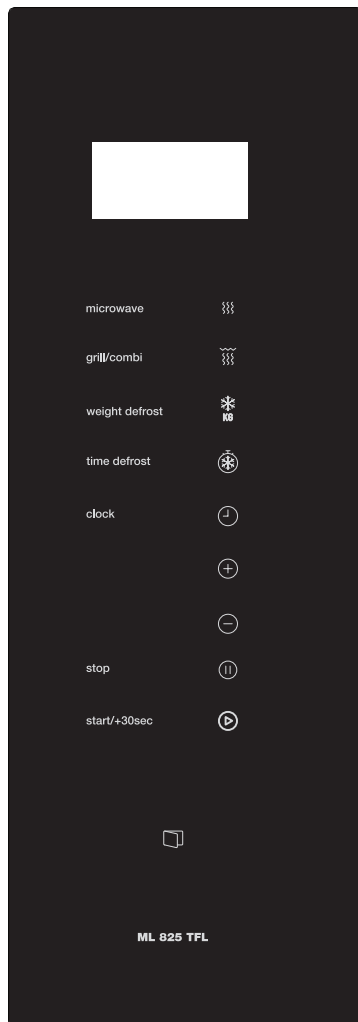 microwave
grill/combi
weight defrost
KG
time defrost
clock
stop
start/+30sec
ML 825 TFL